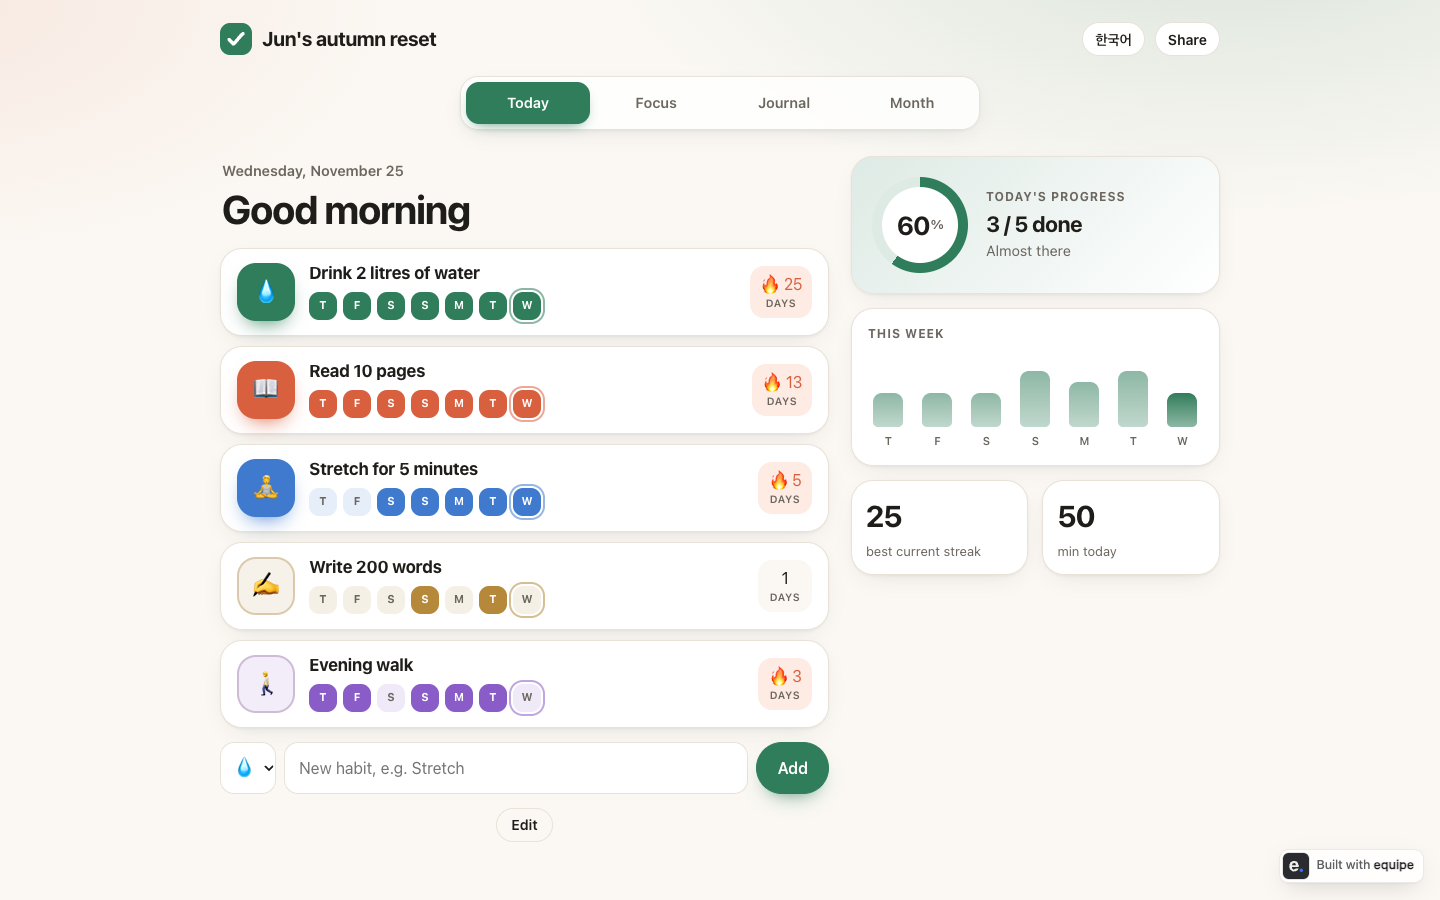 Jun's autumn reset
한국어
Share
Today
Focus
Journal
Month
Wednesday, November 25
Good morning
Drink 2 litres of water
T F S S M T W
25
DAYS
Read 10 pages
T F S S M T W
13
DAYS
Stretch for 5 minutes
T F S S M T W
5
DAYS
Write 200 words
T F S S M T W
1
DAYS
Evening walk
T F S S M T W
3
DAYS
New habit, e.g. Stretch
Add
Edit
60%
TODAY'S PROGRESS
3 / 5 done
Almost there
THIS WEEK
T F S S M T W
25
best current streak
50
min today
e. Built with equipe